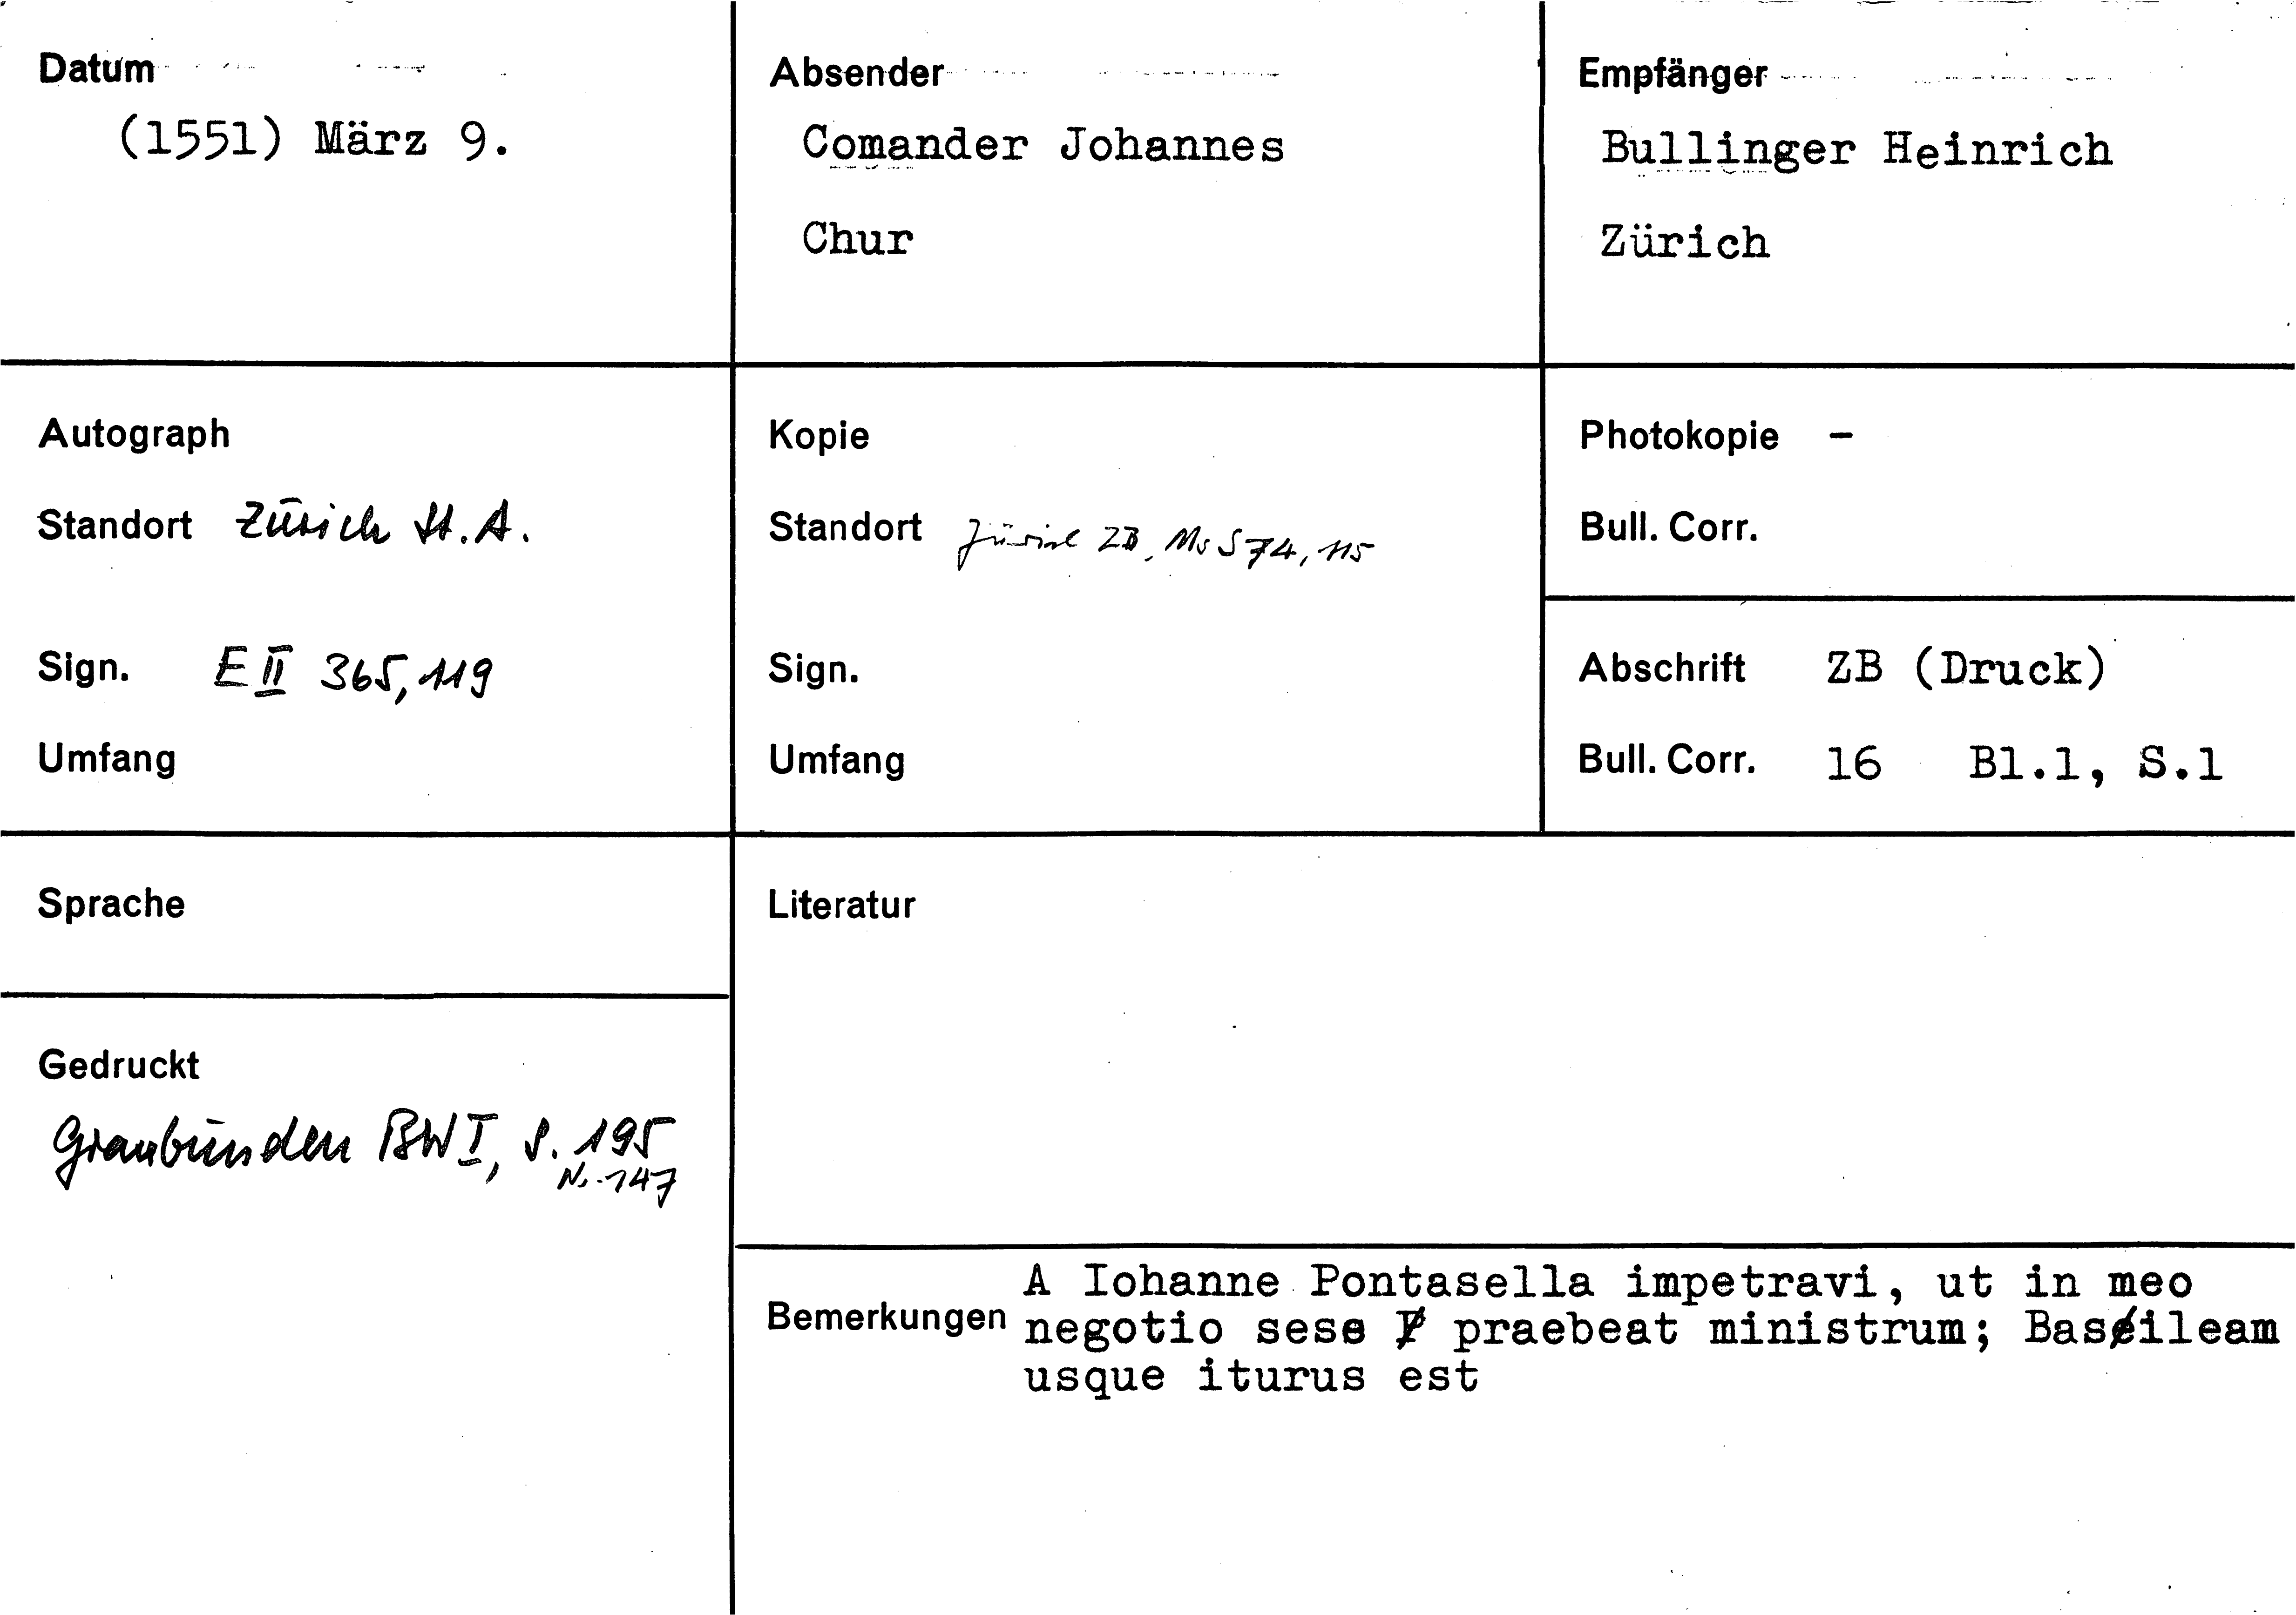 Datum
(1551) März 9.
Absender
Comander Johannes
Chur
Empfänger
Bullinger Heinrich
Zürich
Autograph
Standort Zürich St. A.
Sign. E II 365, 119
Umfang
Kopie
Standort Zürich ZB, Ms S 74, 115
Sign.
Umfang
Photokopie -
Bull. Corr.
Abschrift ZB (Druck)
Bull. Corr. 16 Bl.1, S.1
Sprache
Literatur
Gedruckt
Graubünden BW I, S. 195
Nr. 147
Bemerkungen
A Iohanne Pontasella impetravi, ut in meo
negotio sese praebeat ministrum; Basileam
usque iturus est